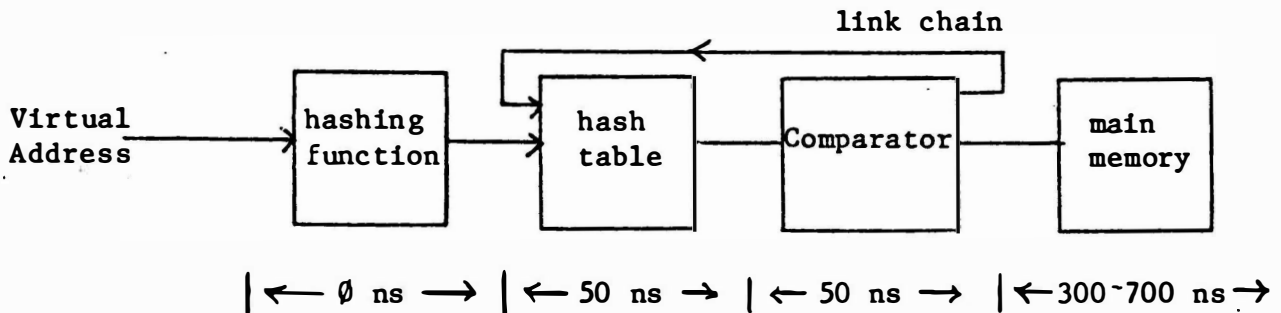 link chain
Virtual
Address
hashing
function
hash
table
Comparator
main
memory
|← Ø ns →|← 50 ns →|← 50 ns →|←300~700 ns→